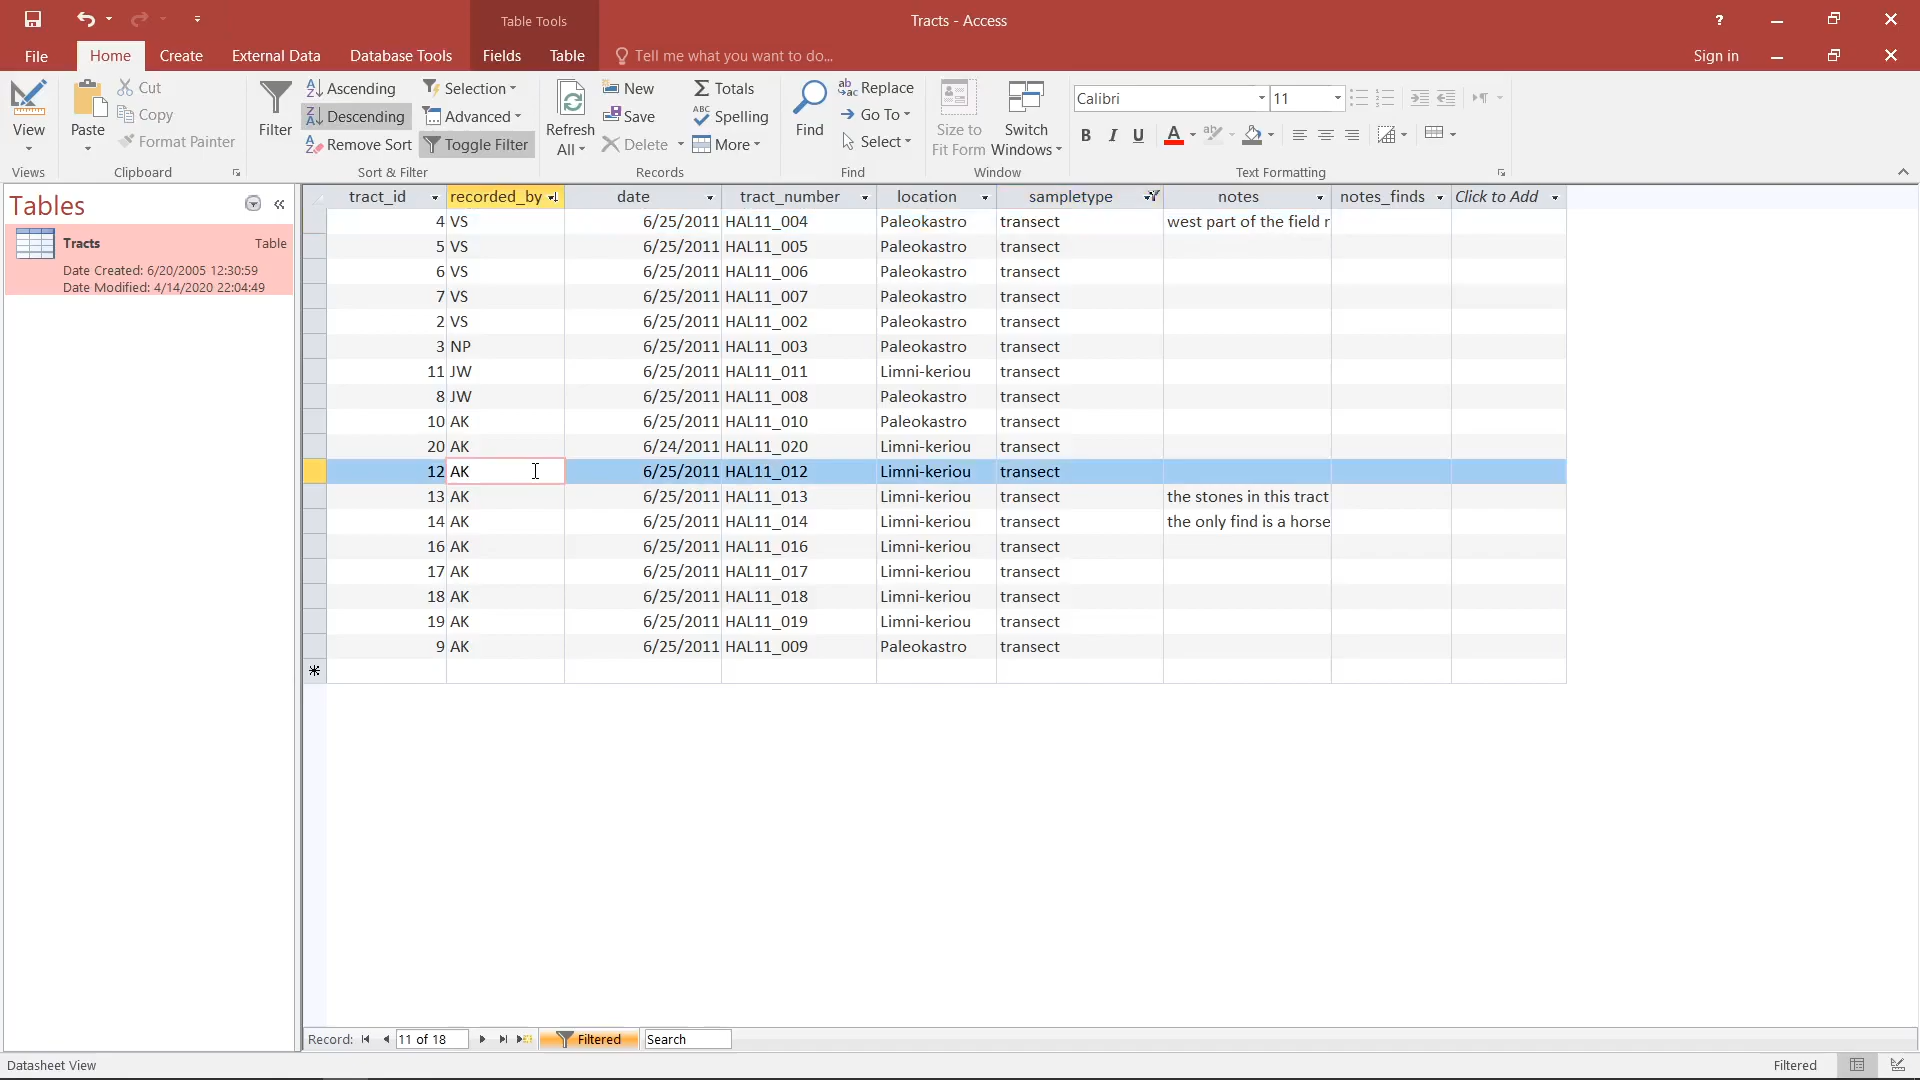 Table Tools
Tracts - Access
?
File Home Create External Data Database Tools Fields Table Tell me what you want to do... Sign in
View Paste Cut Copy Format Painter
Filter Ascending Descending Remove Sort Selection Advanced Toggle Filter
Refresh All New Save Delete Totals Spelling More
Find Replace Go To Select
Size to Fit Form Switch Windows
Calibri 11
B I U A
Views Clipboard Sort & Filter Records Find Window Text Formatting
Tables
Tracts Table
Date Created: 6/20/2005 12:30:59
Date Modified: 4/14/2020 22:04:49
tract_id recorded_by date tract_number location sampletype notes notes_finds Click to Add
4 VS 6/25/2011 HAL11_004 Paleokastro transect west part of the field r
5 VS 6/25/2011 HAL11_005 Paleokastro transect
6 VS 6/25/2011 HAL11_006 Paleokastro transect
7 VS 6/25/2011 HAL11_007 Paleokastro transect
2 VS 6/25/2011 HAL11_002 Paleokastro transect
3 NP 6/25/2011 HAL11_003 Paleokastro transect
11 JW 6/25/2011 HAL11_011 Limni-keriou transect
8 JW 6/25/2011 HAL11_008 Paleokastro transect
10 AK 6/25/2011 HAL11_010 Paleokastro transect
20 AK 6/24/2011 HAL11_020 Limni-keriou transect
12 AK 6/25/2011 HAL11_012 Limni-keriou transect
13 AK 6/25/2011 HAL11_013 Limni-keriou transect the stones in this tract
14 AK 6/25/2011 HAL11_014 Limni-keriou transect the only find is a horse
16 AK 6/25/2011 HAL11_016 Limni-keriou transect
17 AK 6/25/2011 HAL11_017 Limni-keriou transect
18 AK 6/25/2011 HAL11_018 Limni-keriou transect
19 AK 6/25/2011 HAL11_019 Limni-keriou transect
9 AK 6/25/2011 HAL11_009 Paleokastro transect
Record: 11 of 18 Filtered Search
Datasheet View Filtered